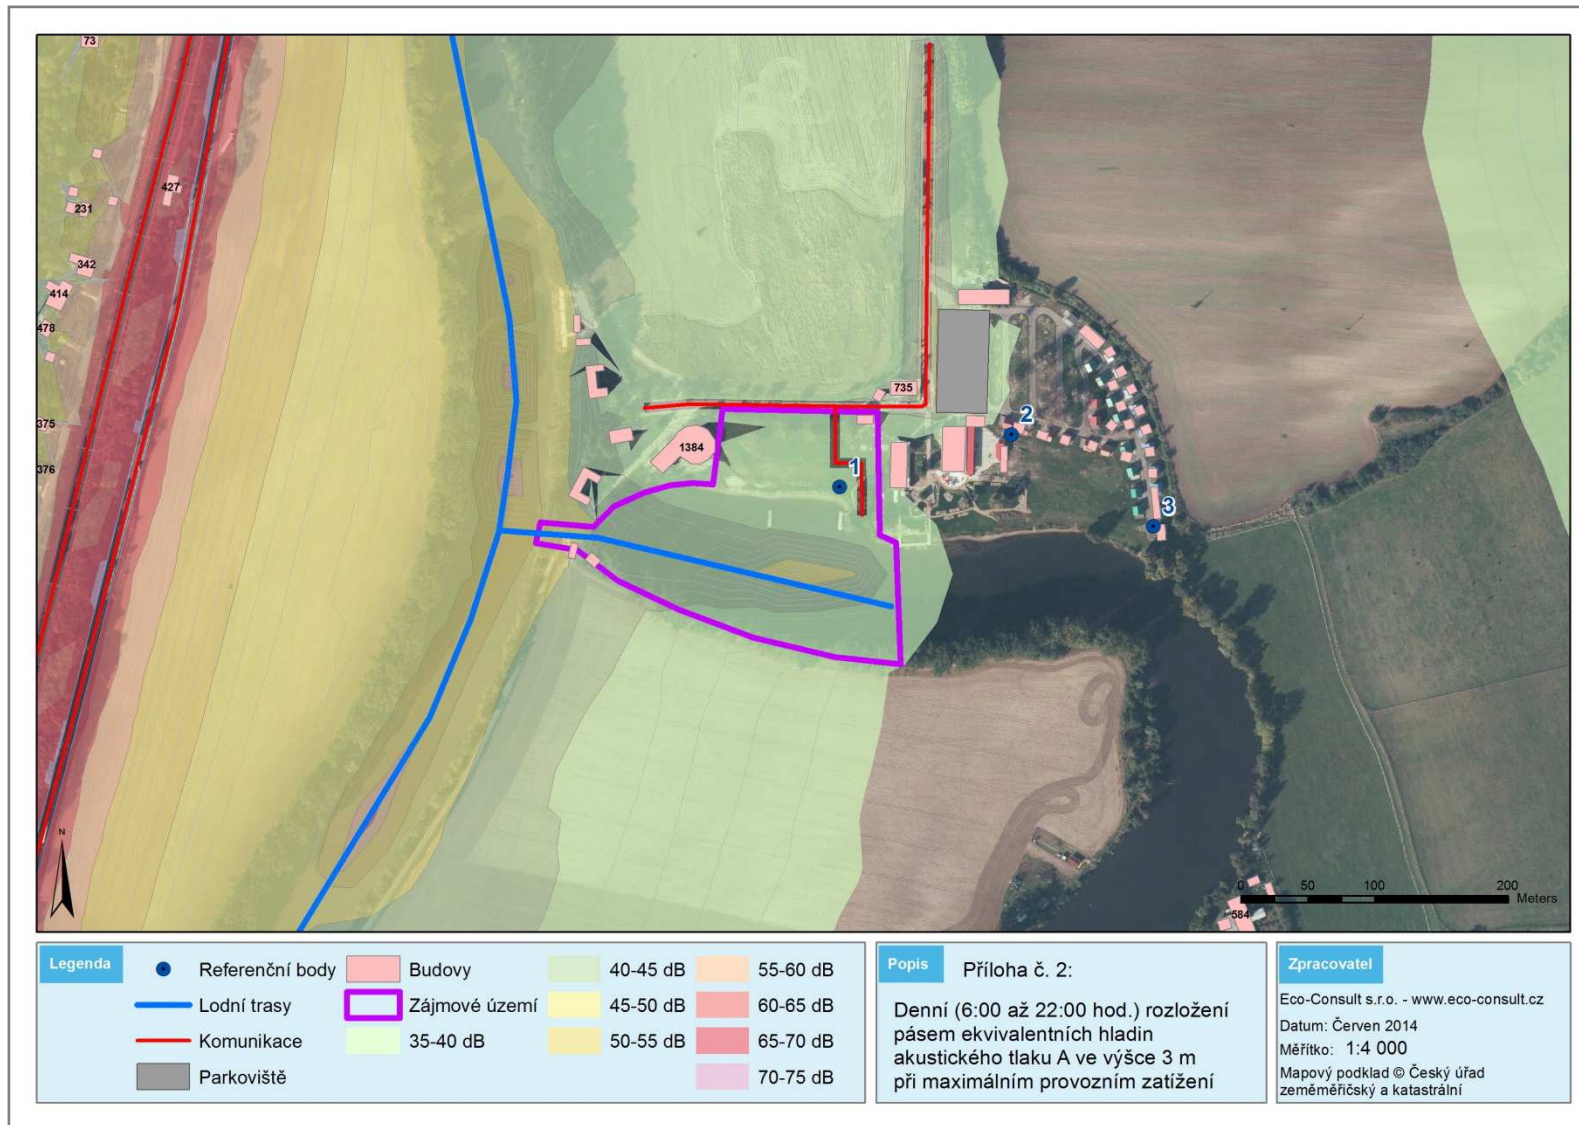 73
427
231
342
414
478
375
376
735
1384
1
2
3
584
N
0 50 100 200
Meters
Legenda
Referenční body
Lodní trasy
Komunikace
Parkoviště
Budovy
Zájmové území
35-40 dB
40-45 dB
45-50 dB
50-55 dB
55-60 dB
60-65 dB
65-70 dB
70-75 dB
Popis
Příloha č. 2:
Denní (6:00 až 22:00 hod.) rozložení
pásem ekvivalentních hladin
akustického tlaku A ve výšce 3 m
při maximálním provozním zatížení
Zpracovatel
Eco-Consult s.r.o. - www.eco-consult.cz
Datum: Červen 2014
Měřítko: 1:4 000
Mapový podklad © Český úřad
zeměměřičský a katastrální